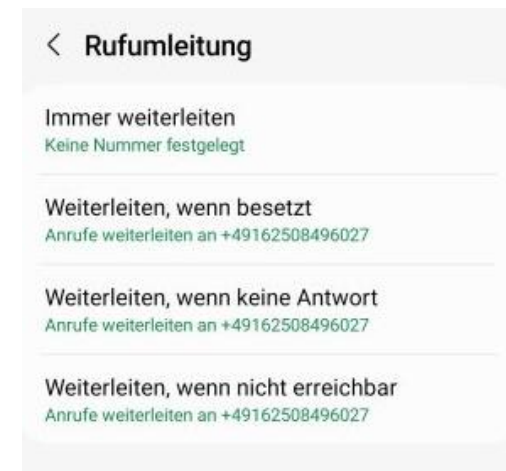 Rufumleitung
Immer weiterleiten
Keine Nummer festgelegt
Weiterleiten, wenn besetzt
Anrufe weiterleiten an +49162508496027
Weiterleiten, wenn keine Antwort
Anrufe weiterleiten an +49162508496027
Weiterleiten, wenn nicht erreichbar
Anrufe weiterleiten an +49162508496027